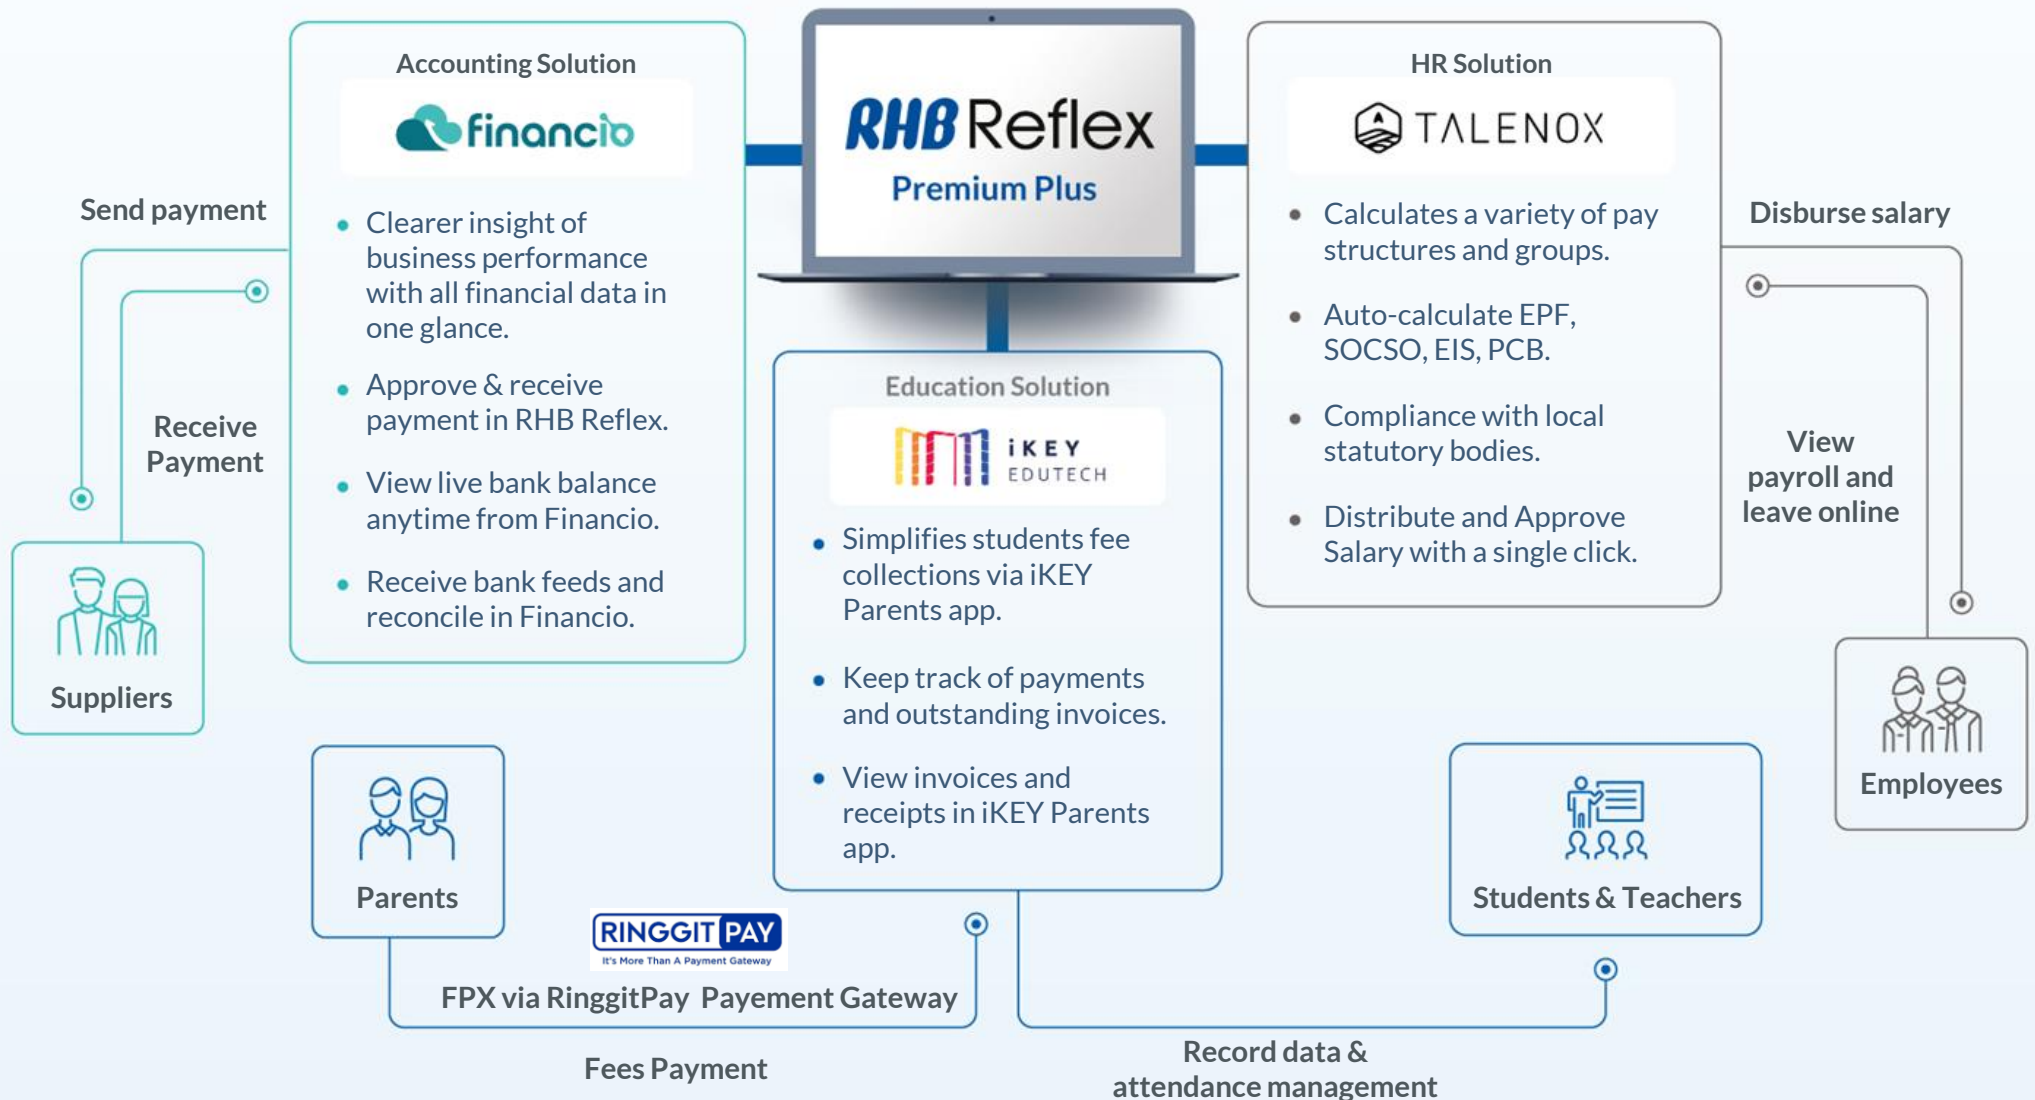 Accounting Solution
financio
Clearer insight of
business performance
with all financial data in
one glance.
Approve & receive
payment in RHB Reflex.
View live bank balance
anytime from Financio.
Receive bank feeds and
reconcile in Financio.
Send payment
Receive
Payment
Suppliers
RHB Reflex
Premium Plus
Education Solution
iKEY
EDUTECH
Simplifies students fee
collections via iKEY
Parents app.
Keep track of payments
and outstanding invoices.
View invoices and
receipts in iKEY Parents
app.
HR Solution
TALENOX
Calculates a variety of pay
structures and groups.
Auto-calculate EPF,
SOCSO, EIS, PCB.
Compliance with local
statutory bodies.
Distribute and Approve
Salary with a single click.
Disburse salary
View
payroll and
leave online
Employees
Parents
RINGGIT PAY
It's More Than A Payment Gateway
FPX via RinggitPay Payement Gateway
Fees Payment
Students & Teachers
Record data &
attendance management